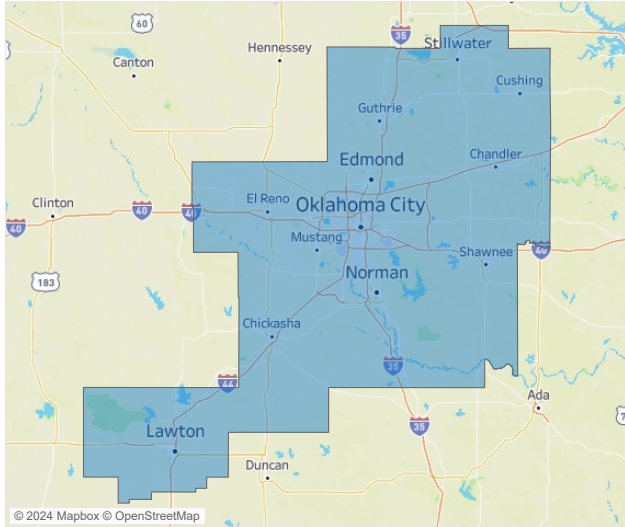 60
35
Stillwater
Hennessey
Canton
Cushing
Guthrie
Edmond
Chandler
El Reno
Clinton
Oklahoma City
40
40
40
40
Mustang
Shawnee
183
Norman
Chickasha
35
44
Ada
35
Lawton
Duncan
© 2024 Mapbox © OpenStreetMap